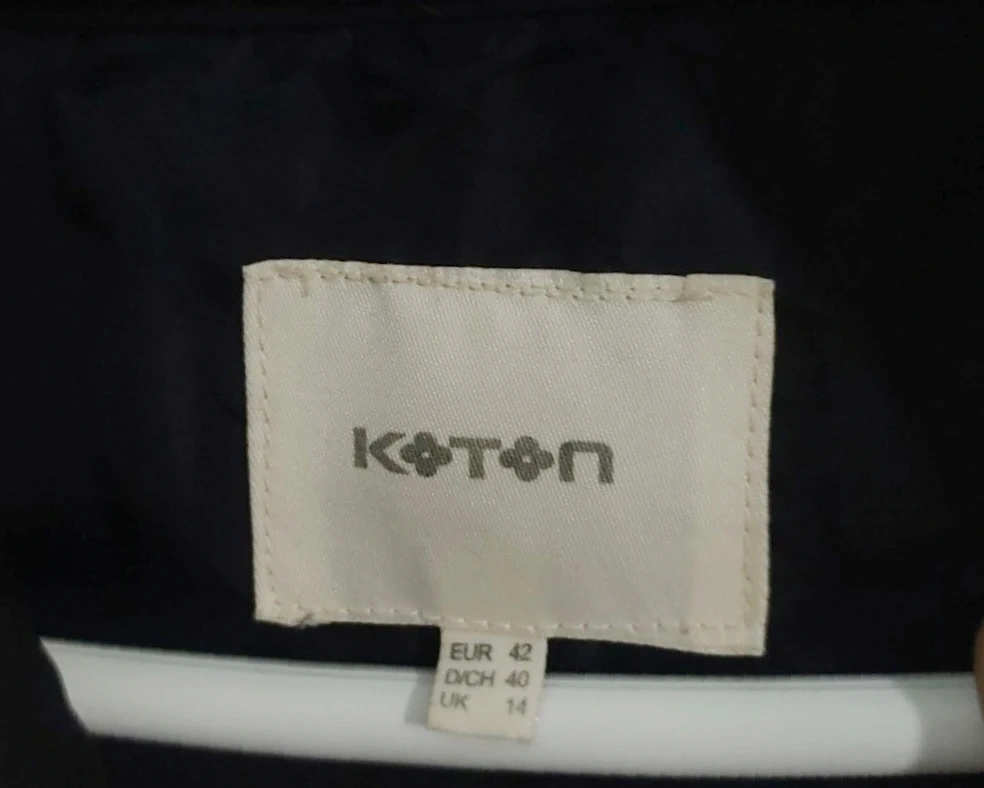 KOTON
EUR 42
D/CH 40
UK 14